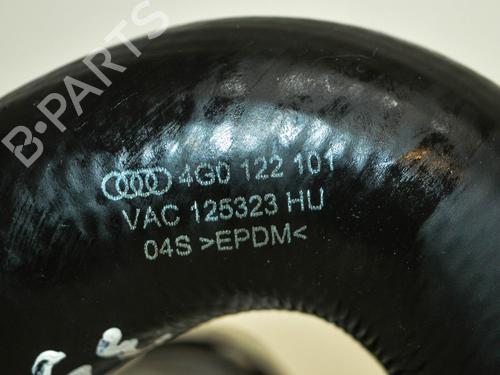 B-PARTS
4G0 122 101
VAC 125323 HU
04S >EPDM<